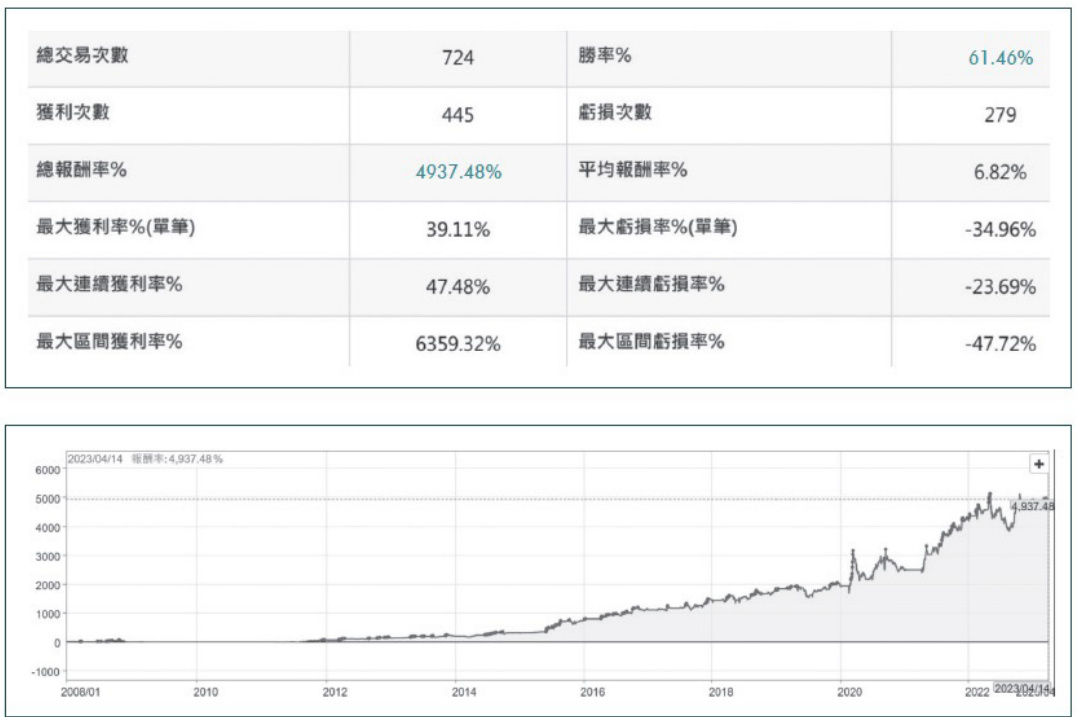 總交易次數 724 勝率% 61.46%
獲利次數 445 虧損次數 279
總報酬率% 4937.48% 平均報酬率% 6.82%
最大獲利率%(單筆) 39.11% 最大虧損率%(單筆) -34.96%
最大連續獲利率% 47.48% 最大連續虧損率% -23.69%
最大區間獲利率% 6359.32% 最大區間虧損率% -47.72%
2023/04/14 報酬率:4,937.48%
+
6000
5000
4,937.48
4000
3000
2000
1000
0
-1000
2008/01 2010 2012 2014 2016 2018 2020 2022 2023/04/14